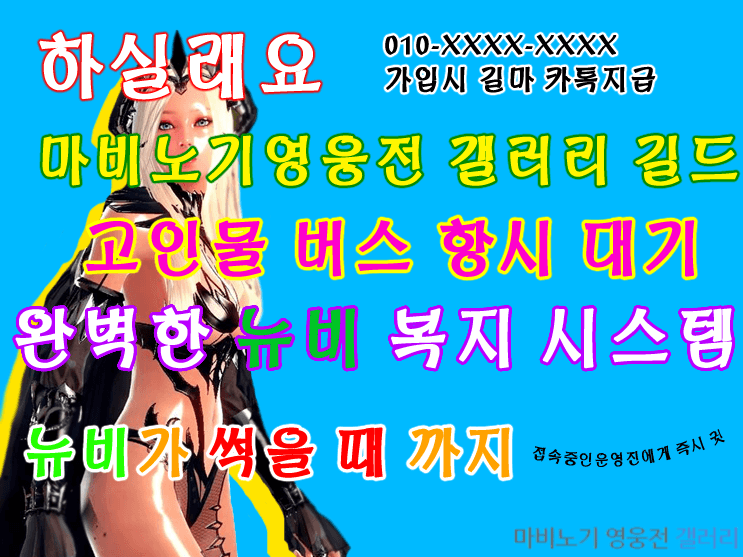 하실래요
010-XXXX-XXXX
가입시 길마 카톡지급
마비노기영웅전 갤러리 길드
고인물 버스 항시 대기
완벽한 뉴비 복지 시스템
뉴비가 썩을 때 까지
접속중인운영진에게 즉시 귓
마비노기 영웅전 갤러리